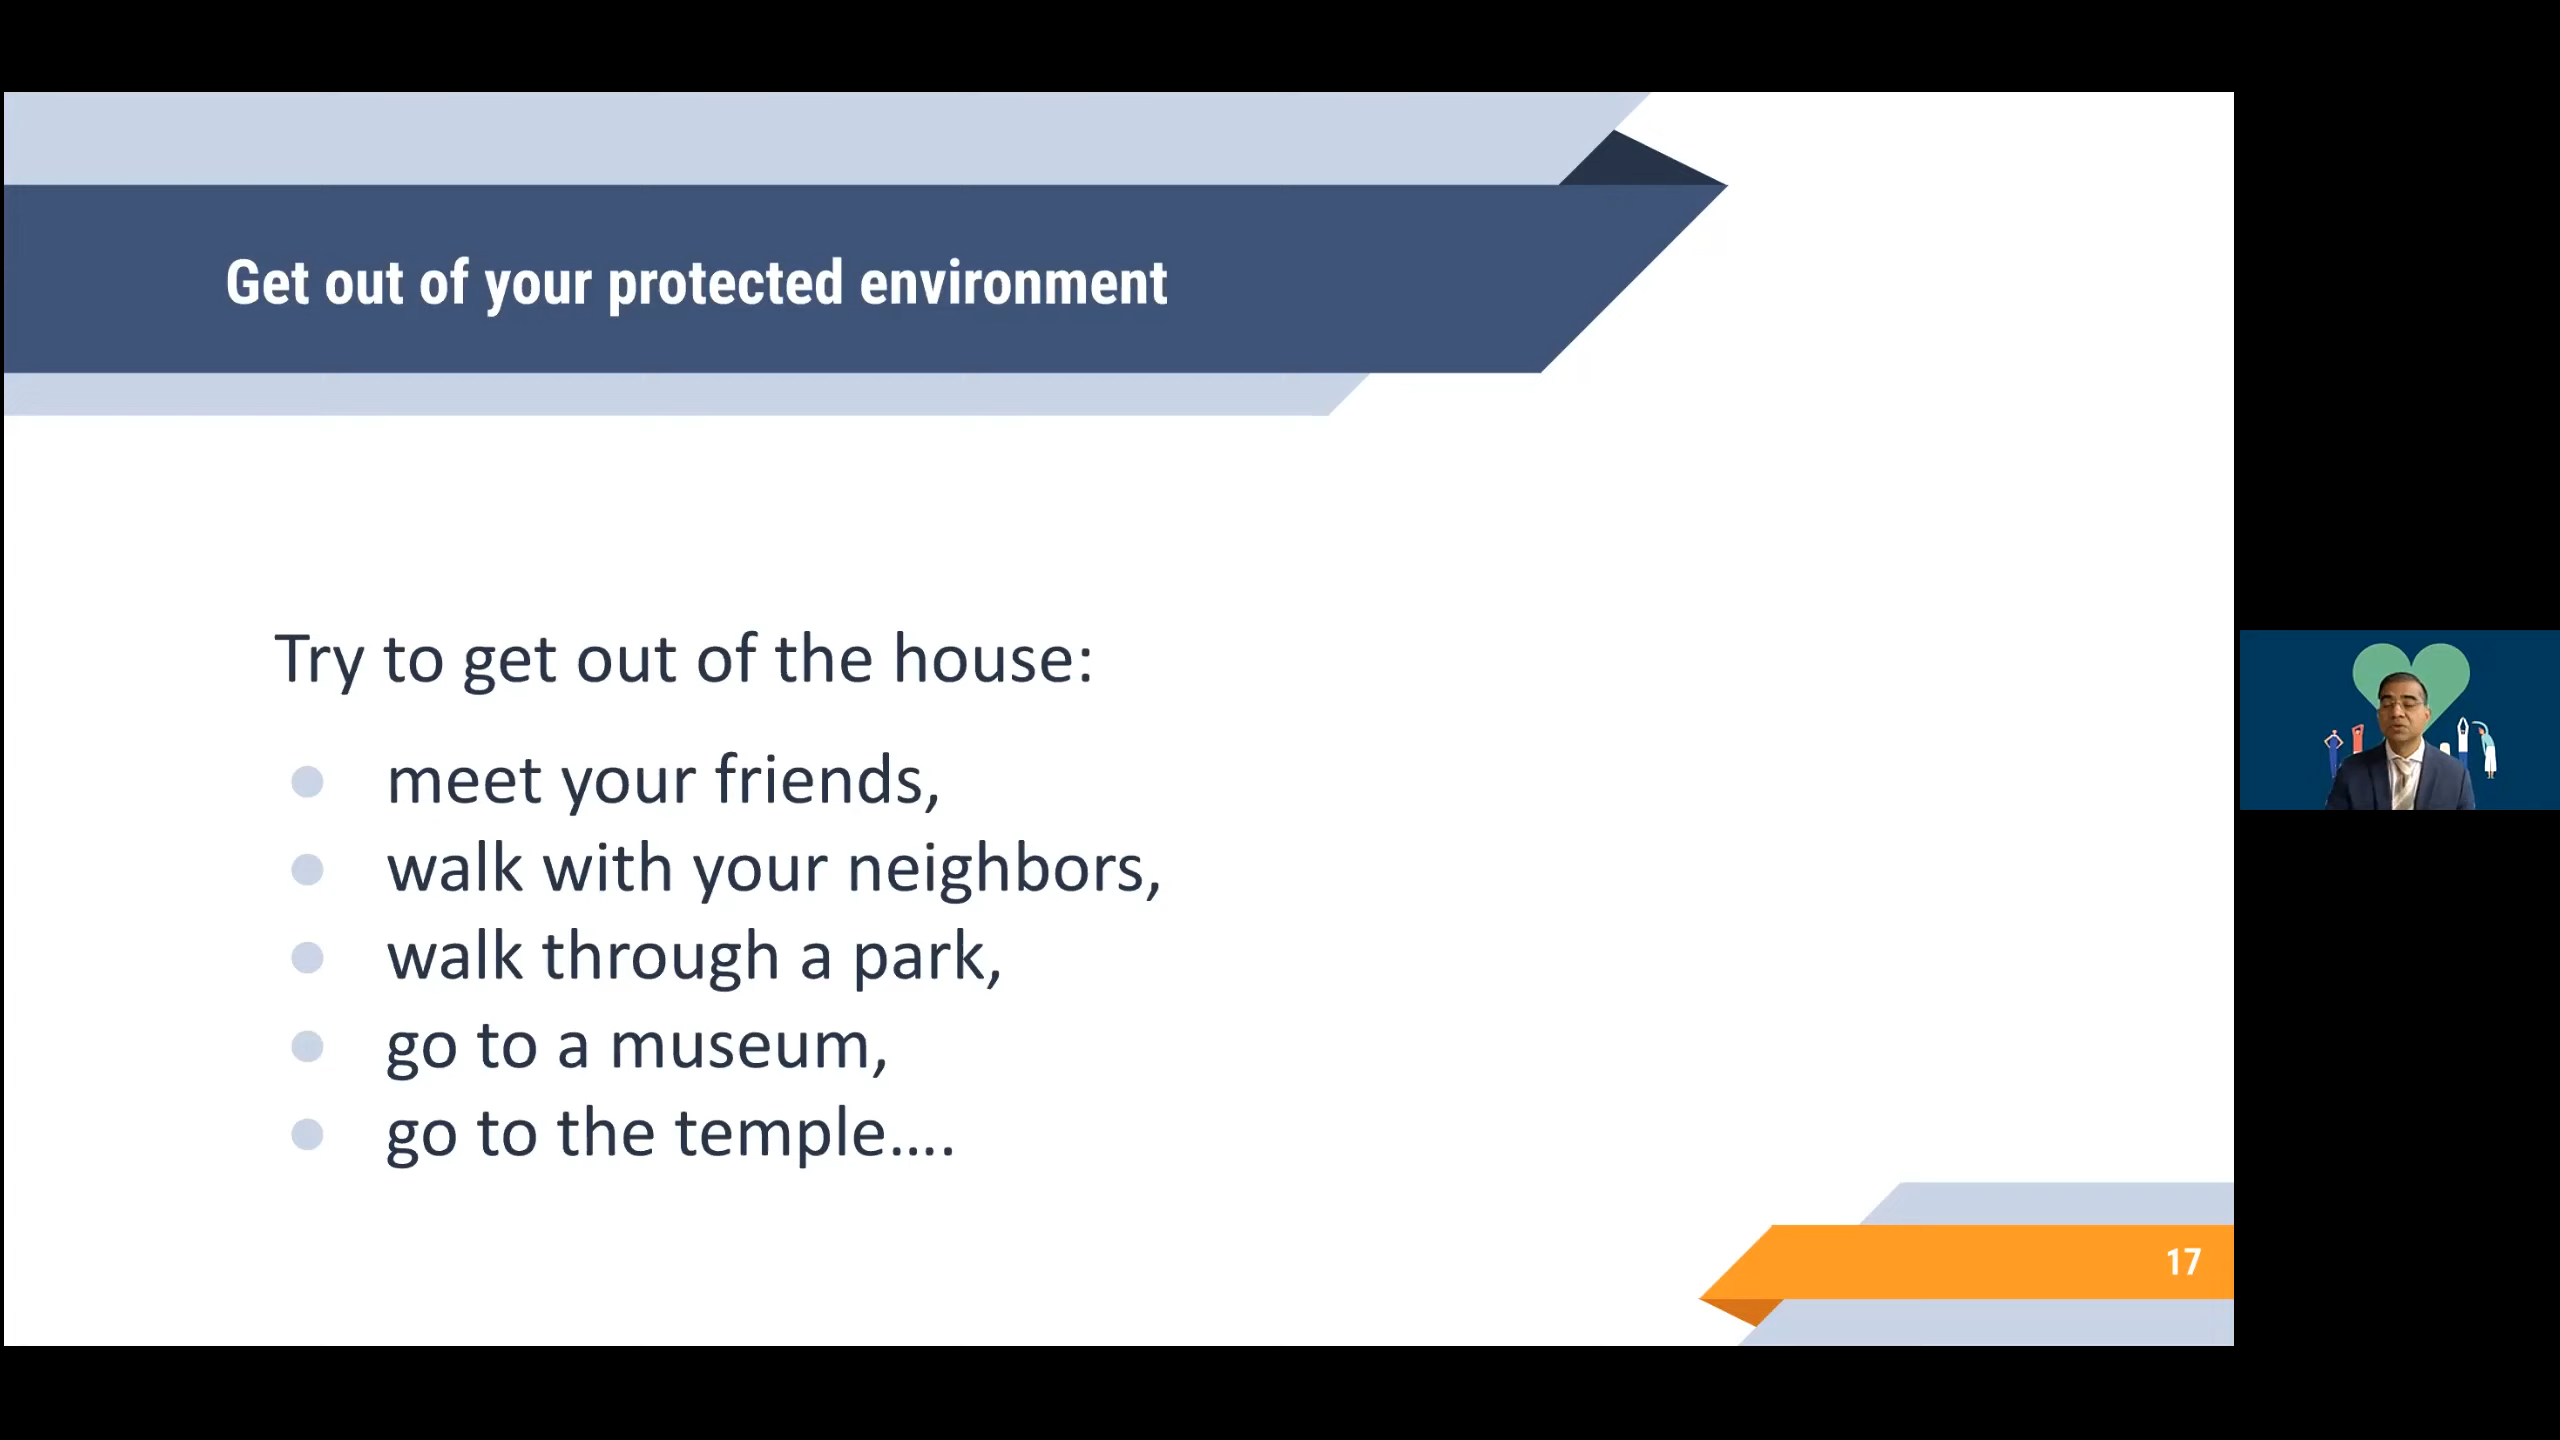 Get out of your protected environment
Try to get out of the house:
meet your friends,
walk with your neighbors,
walk through a park,
go to a museum,
go to the temple....
17